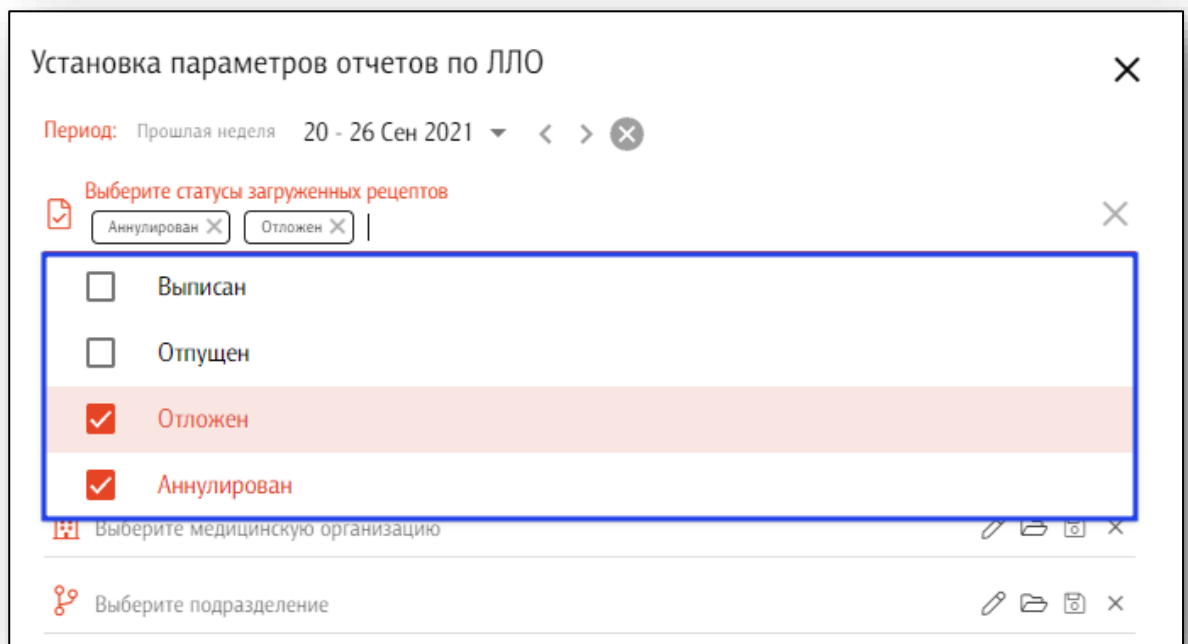 Установка параметров отчетов по ЛЛО
Период: Прошлая неделя 20 - 26 Сен 2021
Выберите статусы загруженных рецептов
Аннулирован Отложен
Выписан
Отпущен
Отложен
Аннулирован
Выберите медицинскую организацию
Выберите подразделение